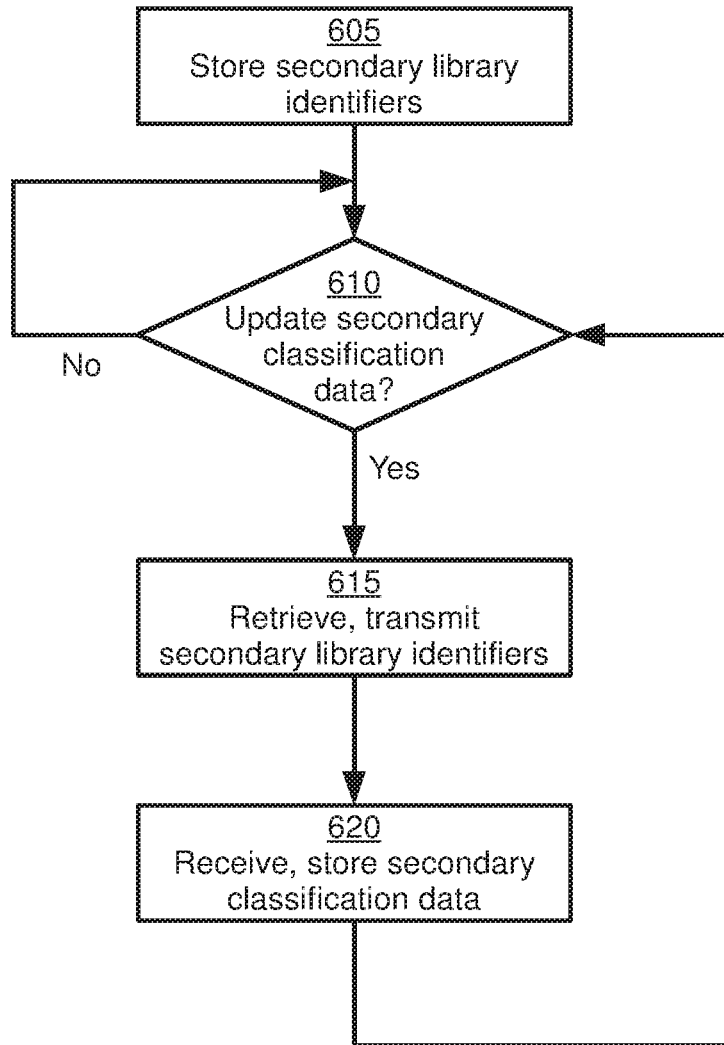 605
Store secondary library
identifiers
610
Update secondary
classification
data?
No
Yes
615
Retrieve, transmit
secondary library identifiers
620
Receive, store secondary
classification data